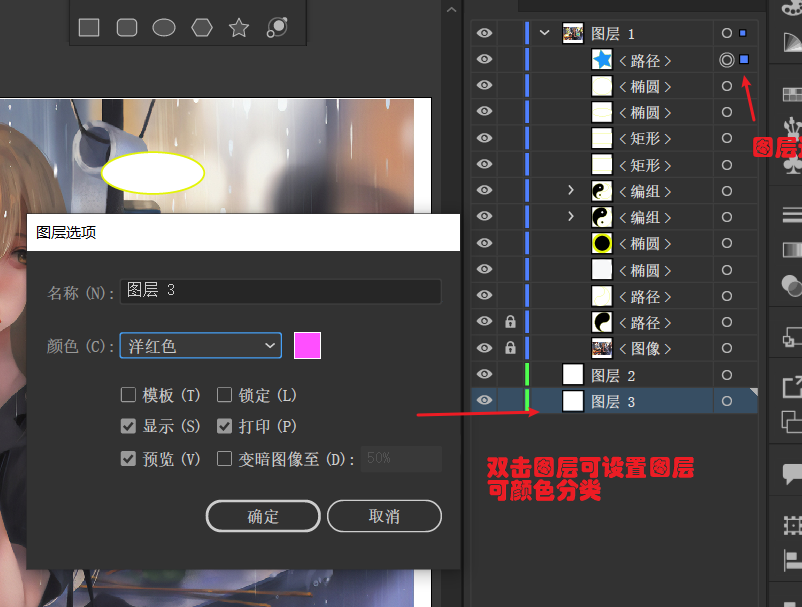 图层 1
<路径>
<椭圆>
<椭圆>
<矩形>
<矩形>
<编组>
<编组>
<椭圆>
<椭圆>
<路径>
<路径>
<图像>
图层 2
图层 3
图层
图层选项
名称 (N): 图层 3
颜色 (C): 洋红色
模板 (T) 锁定 (L)
显示 (S) 打印 (P)
预览 (V) 变暗图像至 (D): 50%
确定 取消
双击图层可设置图层
可颜色分类